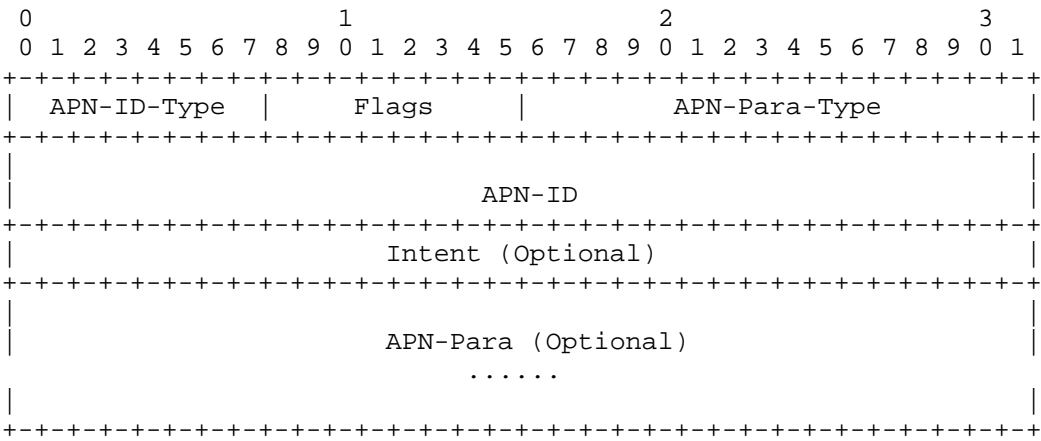 0                   1                   2                   3
 0 1 2 3 4 5 6 7 8 9 0 1 2 3 4 5 6 7 8 9 0 1 2 3 4 5 6 7 8 9 0 1
+-+-+-+-+-+-+-+-+-+-+-+-+-+-+-+-+-+-+-+-+-+-+-+-+-+-+-+-+-+-+-+-+
|  APN-ID-Type  |     Flags     |         APN-Para-Type         |
+-+-+-+-+-+-+-+-+-+-+-+-+-+-+-+-+-+-+-+-+-+-+-+-+-+-+-+-+-+-+-+-+
|                                                               |
|                             APN-ID                            |
+-+-+-+-+-+-+-+-+-+-+-+-+-+-+-+-+-+-+-+-+-+-+-+-+-+-+-+-+-+-+-+-+
|                       Intent (Optional)                       |
+-+-+-+-+-+-+-+-+-+-+-+-+-+-+-+-+-+-+-+-+-+-+-+-+-+-+-+-+-+-+-+-+
|                                                               |
|                       APN-Para (Optional)                     |
                             ......
|                                                               |
+-+-+-+-+-+-+-+-+-+-+-+-+-+-+-+-+-+-+-+-+-+-+-+-+-+-+-+-+-+-+-+-+